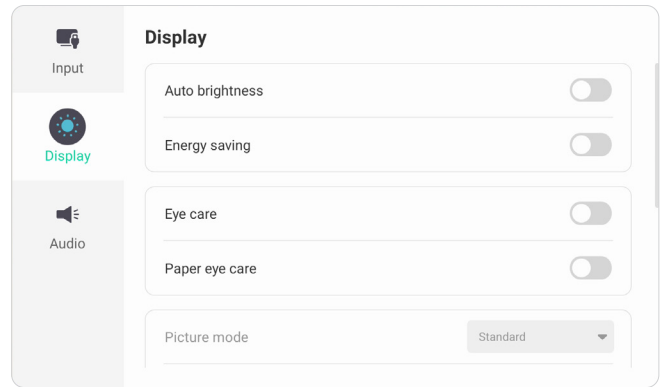 Input
Display
Audio
Display
Auto brightness
Energy saving
Eye care
Paper eye care
Picture mode
Standard